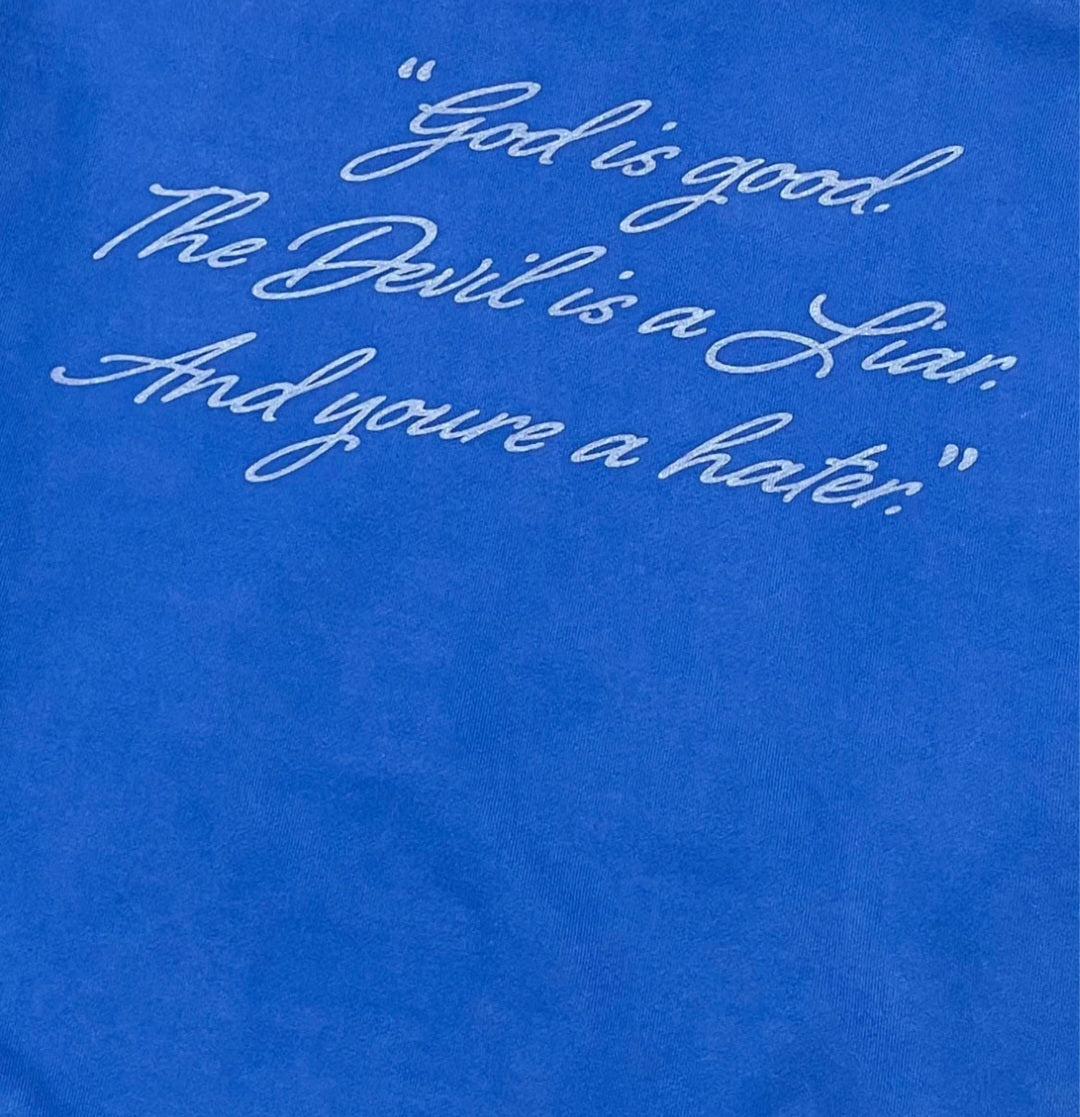 “God is good.
The Devil is a Liar.
And youre a hater.”